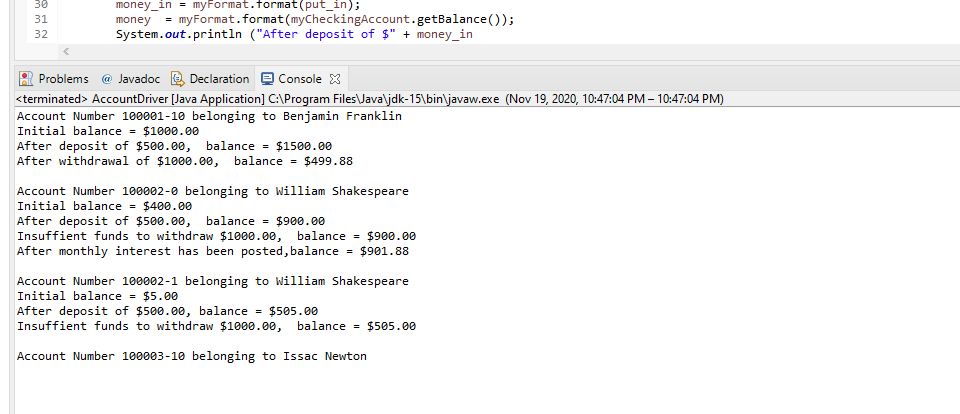 30 money_in = myFormat.format(put_in);
31 money  = myFormat.format(myCheckingAccount.getBalance());
32 System.out.println ("After deposit of $" + money_in
Problems @ Javadoc Declaration Console
<terminated> AccountDriver [Java Application] C:\Program Files\Java\jdk-15\bin\javaw.exe (Nov 19, 2020, 10:47:04 PM – 10:47:04 PM)
Account Number 100001-10 belonging to Benjamin Franklin
Initial balance = $1000.00
After deposit of $500.00,  balance = $1500.00
After withdrawal of $1000.00,  balance = $499.88
Account Number 100002-0 belonging to William Shakespeare
Initial balance = $400.00
After deposit of $500.00,  balance = $900.00
Insuffient funds to withdraw $1000.00,  balance = $900.00
After monthly interest has been posted,balance = $901.88
Account Number 100002-1 belonging to William Shakespeare
Initial balance = $5.00
After deposit of $500.00, balance = $505.00
Insuffient funds to withdraw $1000.00,  balance = $505.00
Account Number 100003-10 belonging to Issac Newton